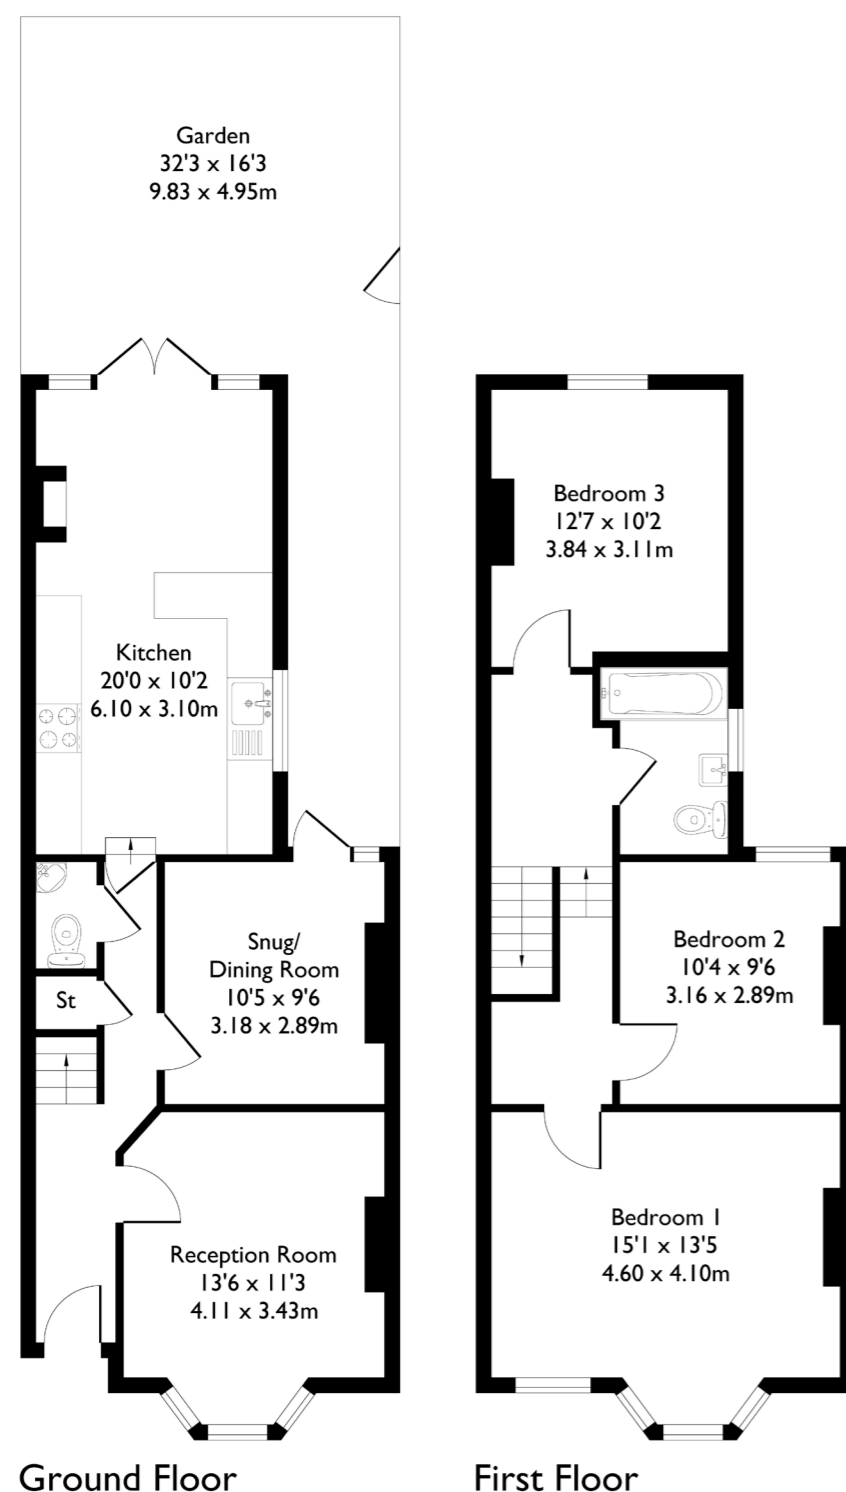 Garden
32'3 x 16'3
9.83 x 4.95m
Kitchen
20'0 x 10'2
6.10 x 3.10m
Snug/
Dining Room
10'5 x 9'6
3.18 x 2.89m
St
Reception Room
13'6 x 11'3
4.11 x 3.43m
Ground Floor
Bedroom 3
12'7 x 10'2
3.84 x 3.11m
Bedroom 2
10'4 x 9'6
3.16 x 2.89m
Bedroom 1
15'1 x 13'5
4.60 x 4.10m
First Floor